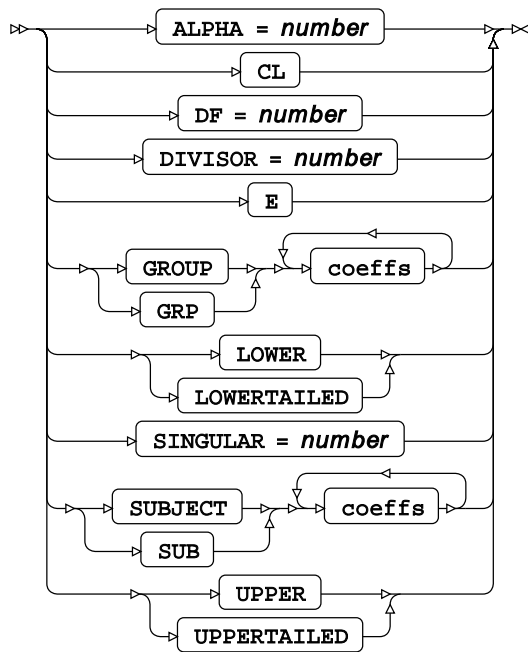 ALPHA = number
CL
DF = number
DIVISOR = number
E
GROUP coeffs
GRP
LOWER
LOWERTAILED
SINGULAR = number
SUBJECT coeffs
SUB
UPPER
UPPERTAILED